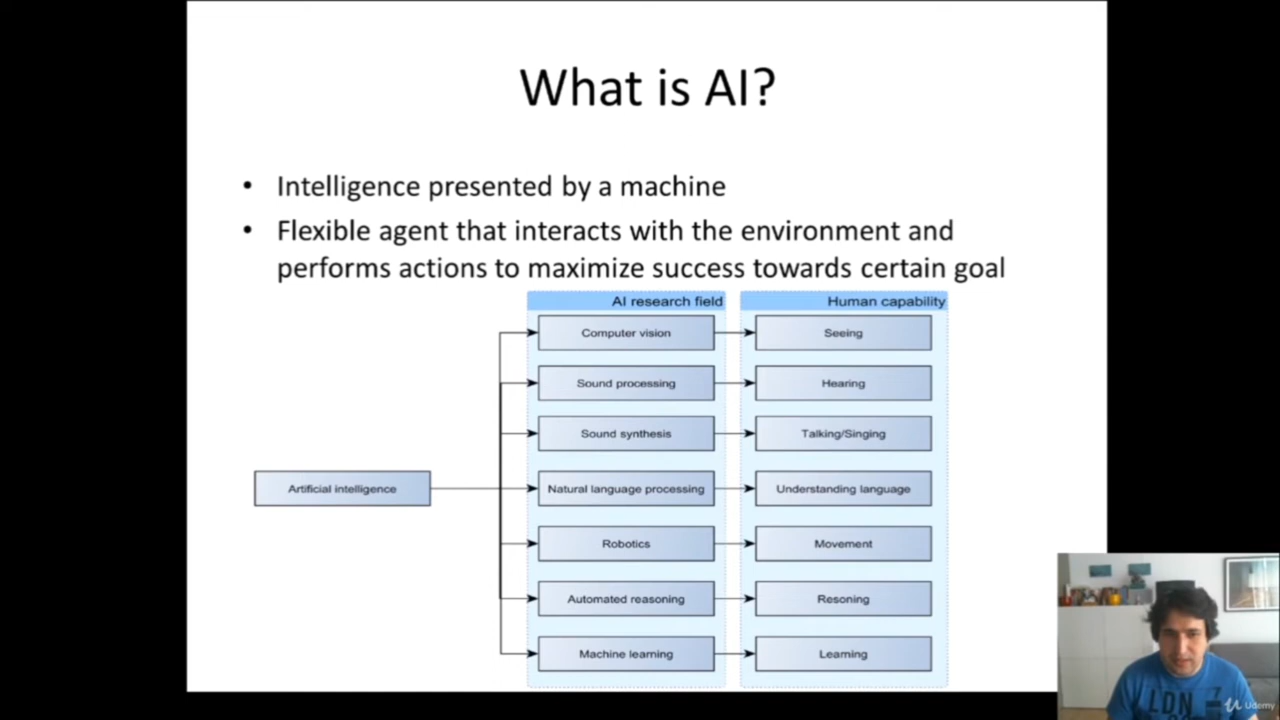 What is AI?
• Intelligence presented by a machine
• Flexible agent that interacts with the environment and
performs actions to maximize success towards certain goal
AI research field
Human capability
Computer vision
Seeing
Sound processing
Hearing
Sound synthesis
Talking/Singing
Artificial intelligence
Natural language processing
Understanding language
Robotics
Movement
Automated reasoning
Resoning
Machine learning
Learning
LDN
Udemy